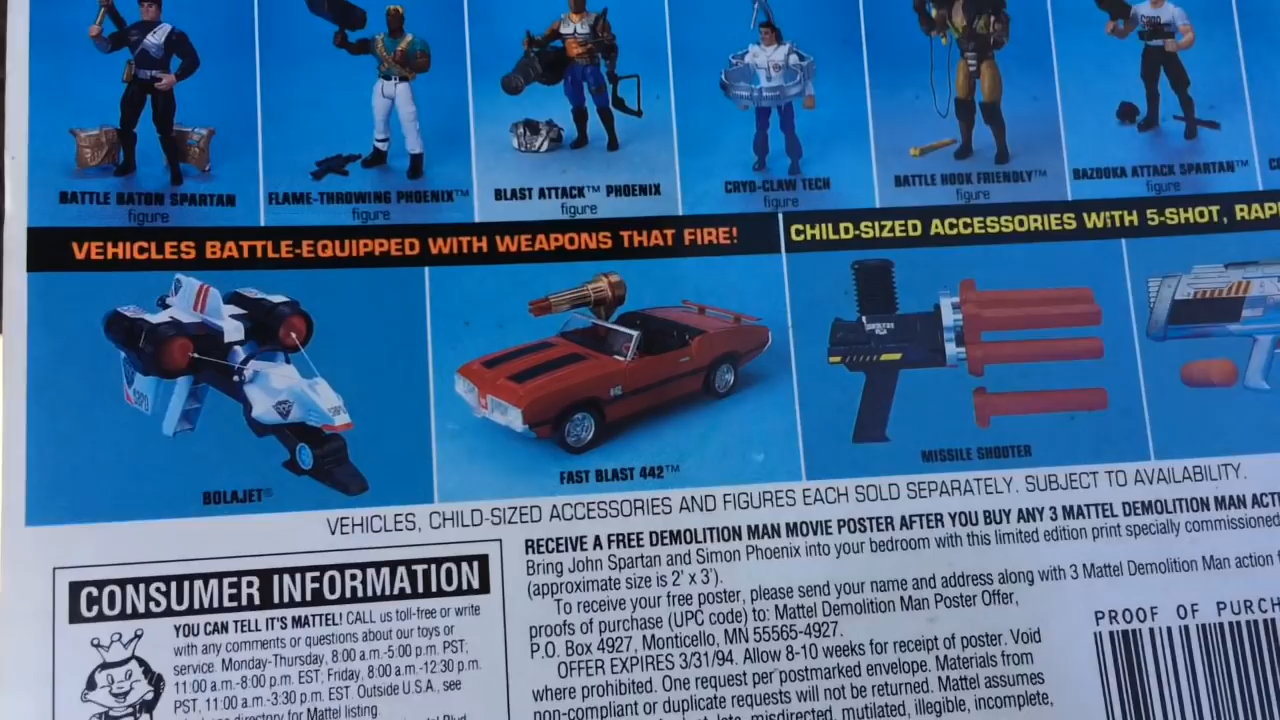 BATTLE BATON SPARTAN
figure
FLAME-THROWING PHOENIX™
figure
BLAST ATTACK™ PHOENIX
figure
CRYO-CLAW TECH
figure
BATTLE HOOK FRIENDLY™
figure
BAZOOKA ATTACK SPARTAN™
figure
VEHICLES BATTLE-EQUIPPED WITH WEAPONS THAT FIRE!
CHILD-SIZED ACCESSORIES WITH 5-SHOT, RAPI
BOLAJET®
FAST BLAST 442™
MISSILE SHOOTER
VEHICLES, CHILD-SIZED ACCESSORIES AND FIGURES EACH SOLD SEPARATELY. SUBJECT TO AVAILABILITY.
CONSUMER INFORMATION
YOU CAN TELL IT'S MATTEL! CALL us toll-free or write
with any comments or questions about our toys or
service. Monday-Thursday, 8:00 a.m.-5:00 p.m. PST;
11:00 a.m.-8:00 p.m. EST; Friday, 8:00 a.m.-12:30 p.m.
PST, 11:00 a.m.-3:30 p.m. EST. Outside U.S.A., see
directory for Mattel listing.
RECEIVE A FREE DEMOLITION MAN MOVIE POSTER AFTER YOU BUY ANY 3 MATTEL DEMOLITION MAN ACTI
Bring John Spartan and Simon Phoenix into your bedroom with this limited edition print specially commissioned
(approximate size is 2' x 3').
To receive your free poster, please send your name and address along with 3 Mattel Demolition Man action
proofs of purchase (UPC code) to: Mattel Demolition Man Poster Offer,
P.O. Box 4927, Monticello, MN 55565-4927.
OFFER EXPIRES 3/31/94. Allow 8-10 weeks for receipt of poster. Void
where prohibited. One request per postmarked envelope. Materials from
non-compliant or duplicate requests will not be returned. Mattel assumes
late, misdirected, mutilated, illegible, incomplete,
PROOF OF PURCH